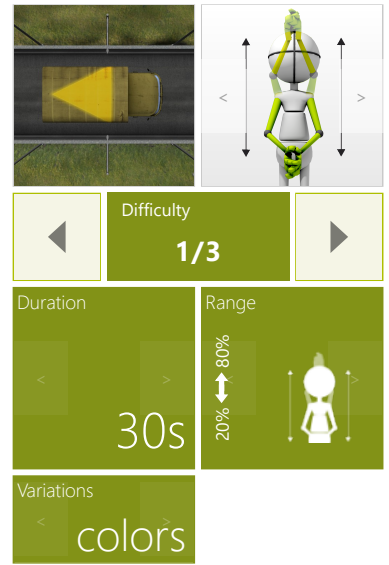 Difficulty
1/3
Duration
30s
Range
20% 80%
Variations
colors